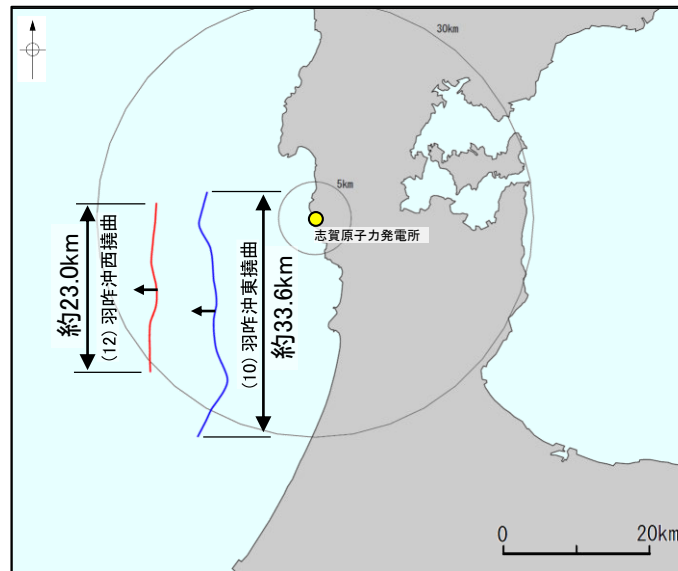 30km
5km
志賀原子力発電所
約23.0km
(12) 羽咋沖西撓曲
(10) 羽咋沖東撓曲
約33.6km
0
20km